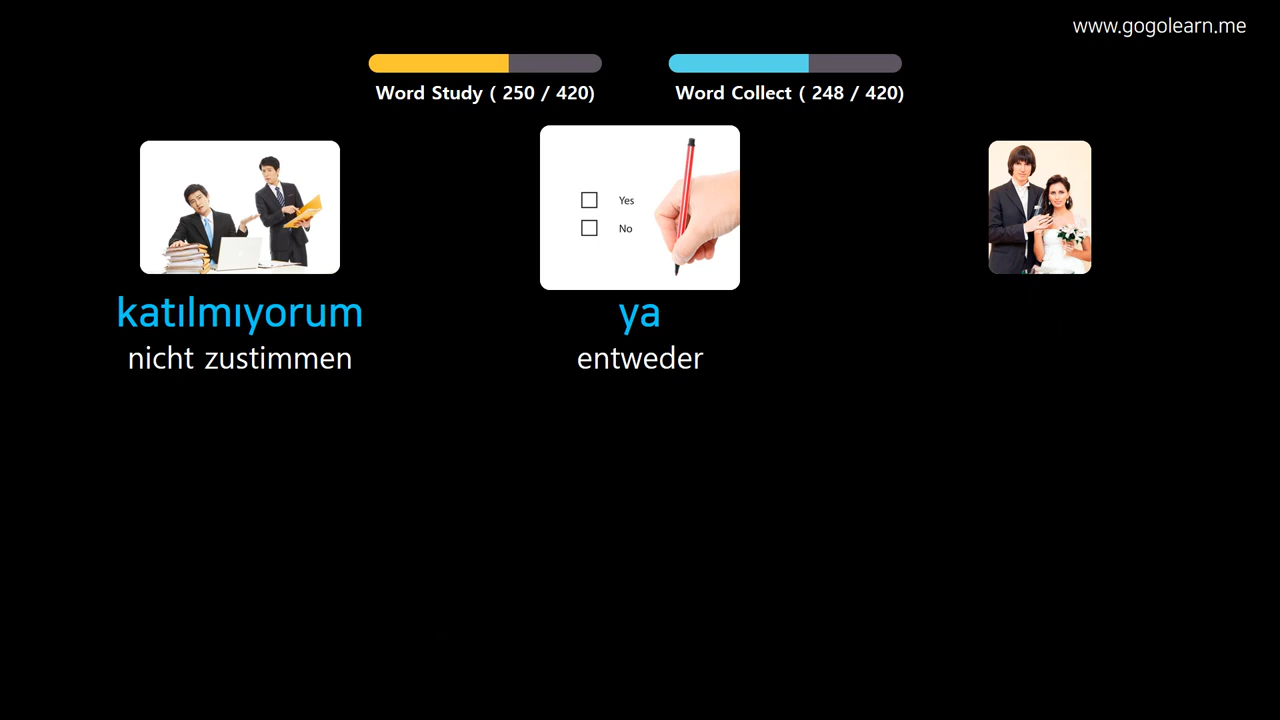 www.gogolearn.me
Word Study ( 250 / 420)
Word Collect ( 248 / 420)
Yes
No
katılmıyorum
ya
nicht zustimmen
entweder